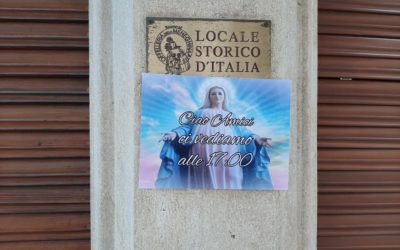 LOCALE
STORICO
D'ITALIA
Ciao Amici
ci vediamo
alle 17.00